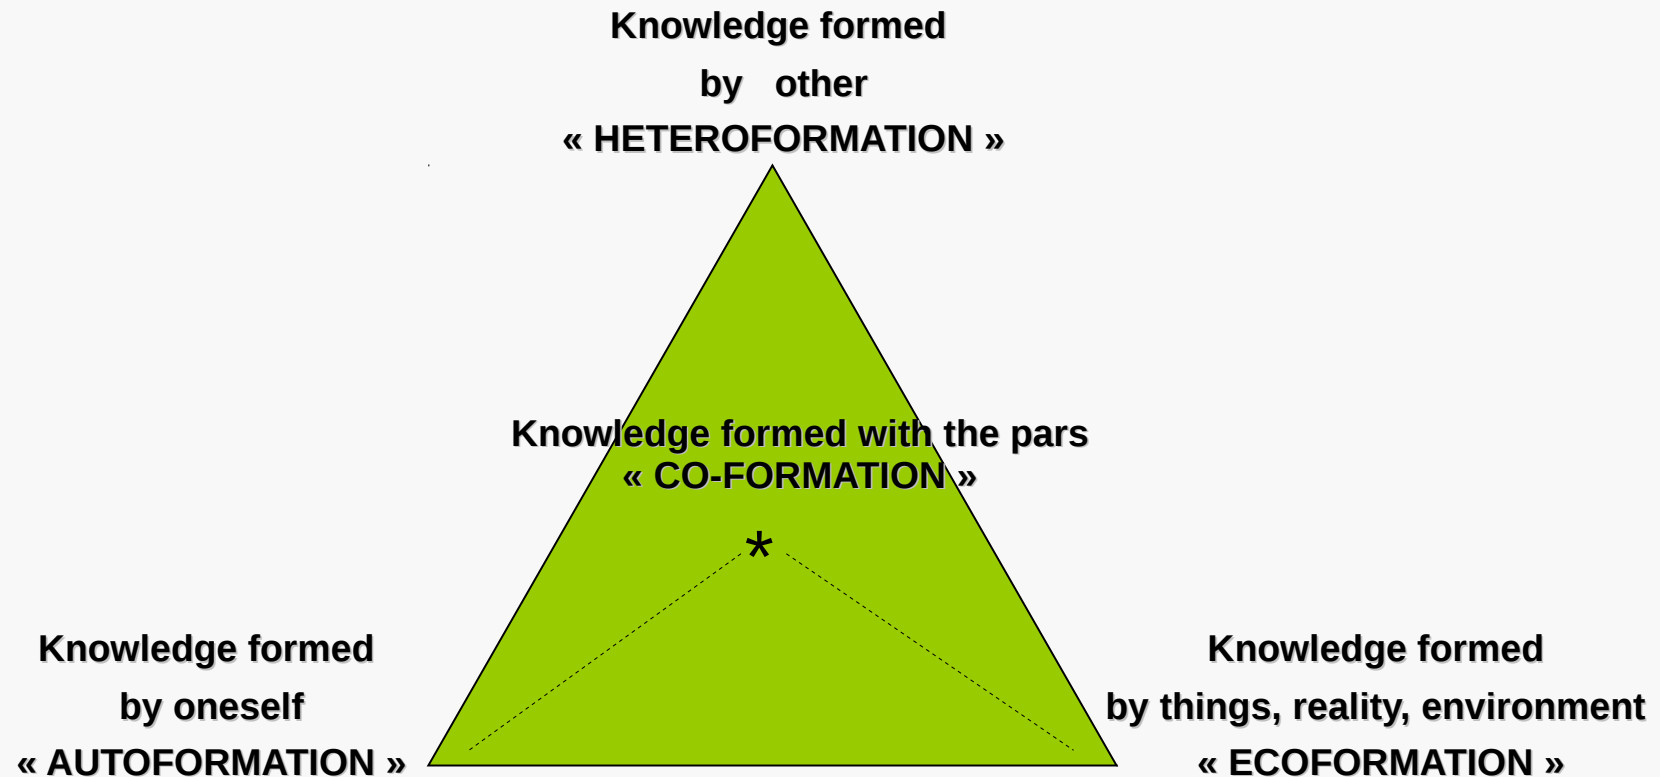 Knowledge formed
by other
« HETEROFORMATION »
Knowledge formed with the pars
« CO-FORMATION »
*
Knowledge formed
by oneself
« AUTOFORMATION »
Knowledge formed
by things, reality, environment
« ECOFORMATION »